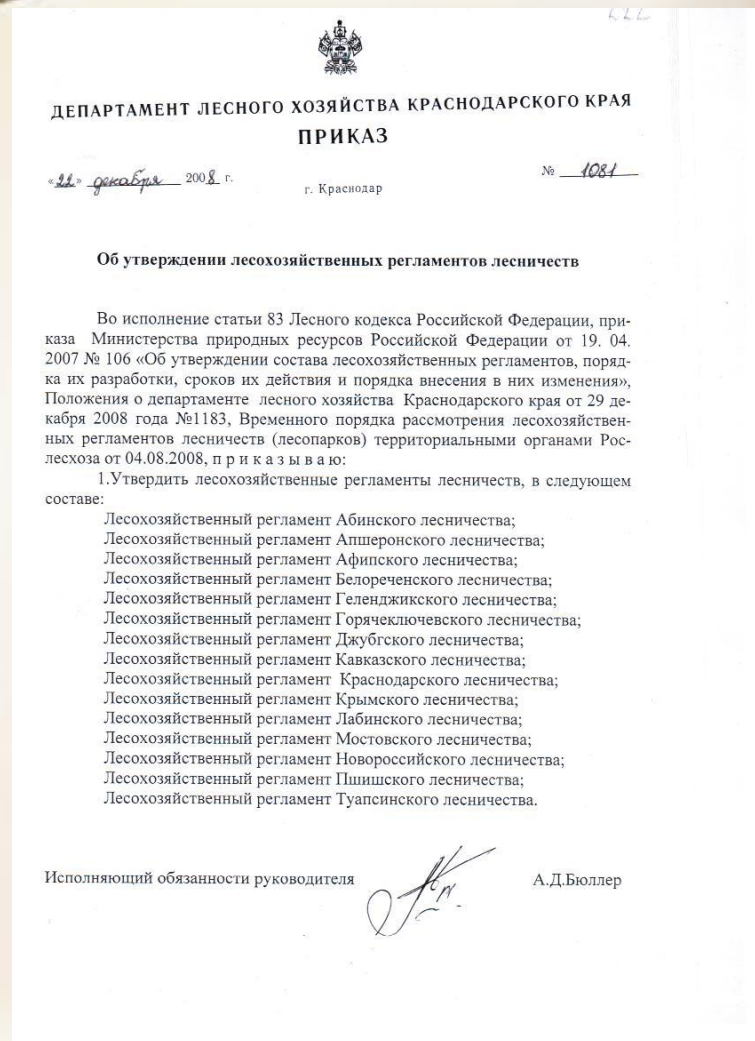 ДЕПАРТАМЕНТ ЛЕСНОГО ХОЗЯЙСТВА КРАСНОДАРСКОГО КРАЯ
ПРИКАЗ
«22» декабря 2008 г.
№ 1081
г. Краснодар
Об утверждении лесохозяйственных регламентов лесничеств
Во исполнение статьи 83 Лесного кодекса Российской Федерации, при-
каза Министерства природных ресурсов Российской Федерации от 19. 04.
2007 № 106 «Об утверждении состава лесохозяйственных регламентов, поряд-
ка их разработки, сроков их действия и порядка внесения в них изменения»,
Положения о департаменте лесного хозяйства Краснодарского края от 29 де-
кабря 2008 года №1183, Временного порядка рассмотрения лесохозяйствен-
ных регламентов лесничеств (лесопарков) территориальными органами Рос-
лесхоза от 04.08.2008, п р и к а з ы в а ю:
1.Утвердить лесохозяйственные регламенты лесничеств, в следующем
составе:
Лесохозяйственный регламент Абинского лесничества;
Лесохозяйственный регламент Апшеронского лесничества;
Лесохозяйственный регламент Афипского лесничества;
Лесохозяйственный регламент Белореченского лесничества;
Лесохозяйственный регламент Геленджикского лесничества;
Лесохозяйственный регламент Горячеключевского лесничества;
Лесохозяйственный регламент Джубгского лесничества;
Лесохозяйственный регламент Кавказского лесничества;
Лесохозяйственный регламент Краснодарского лесничества;
Лесохозяйственный регламент Крымского лесничества;
Лесохозяйственный регламент Лабинского лесничества;
Лесохозяйственный регламент Мостовского лесничества;
Лесохозяйственный регламент Новороссийского лесничества;
Лесохозяйственный регламент Пшишского лесничества;
Лесохозяйственный регламент Туапсинского лесничества.
Исполняющий обязанности руководителя
А.Д.Бюллер